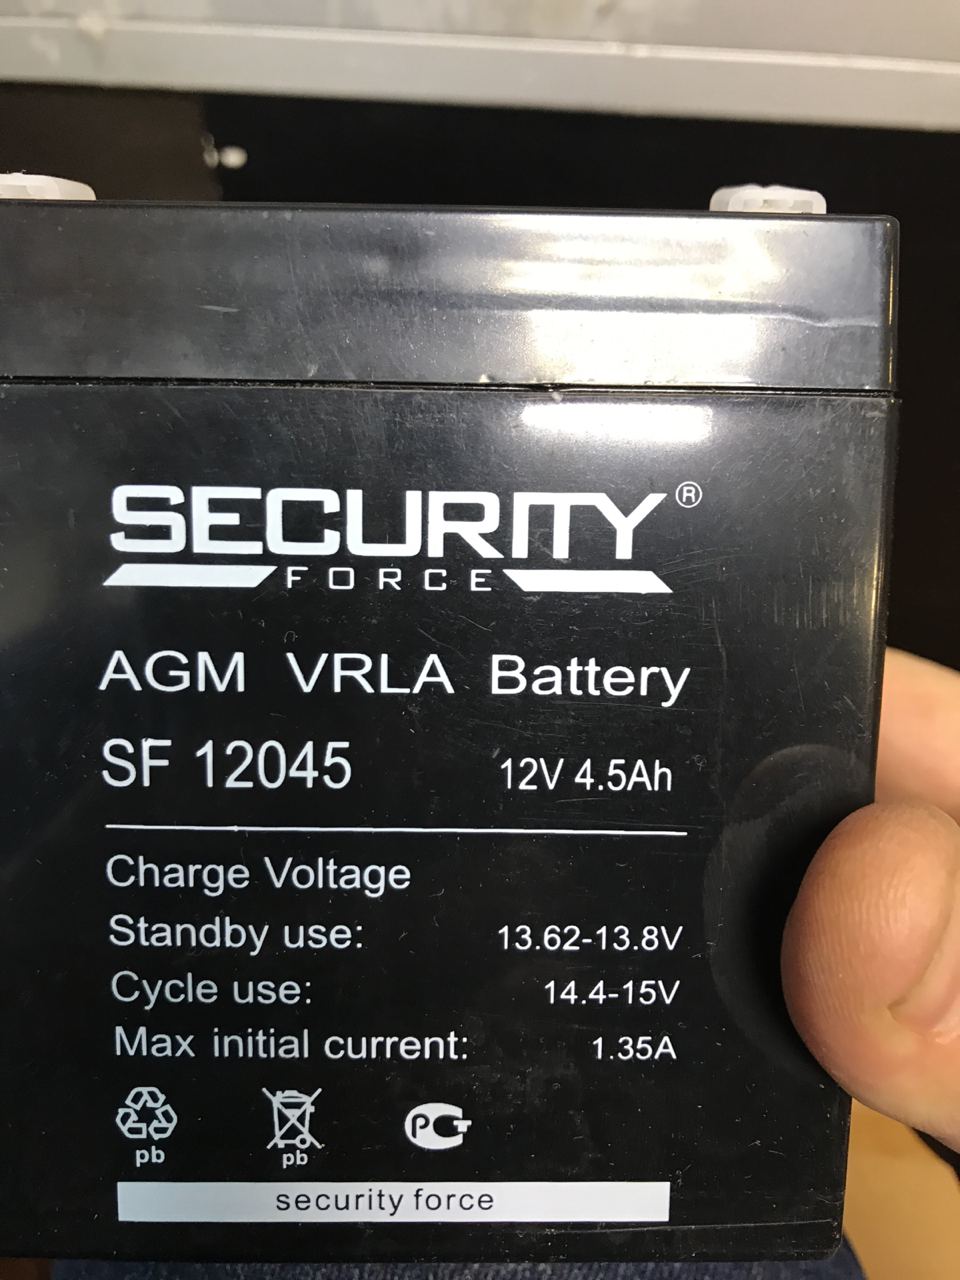 SECURITY®
FORCE
AGM VRLA Battery
SF 12045 12V 4.5Ah
Charge Voltage
Standby use: 13.62-13.8V
Cycle use: 14.4-15V
Max initial current: 1.35A
pb pb РСТ
security force